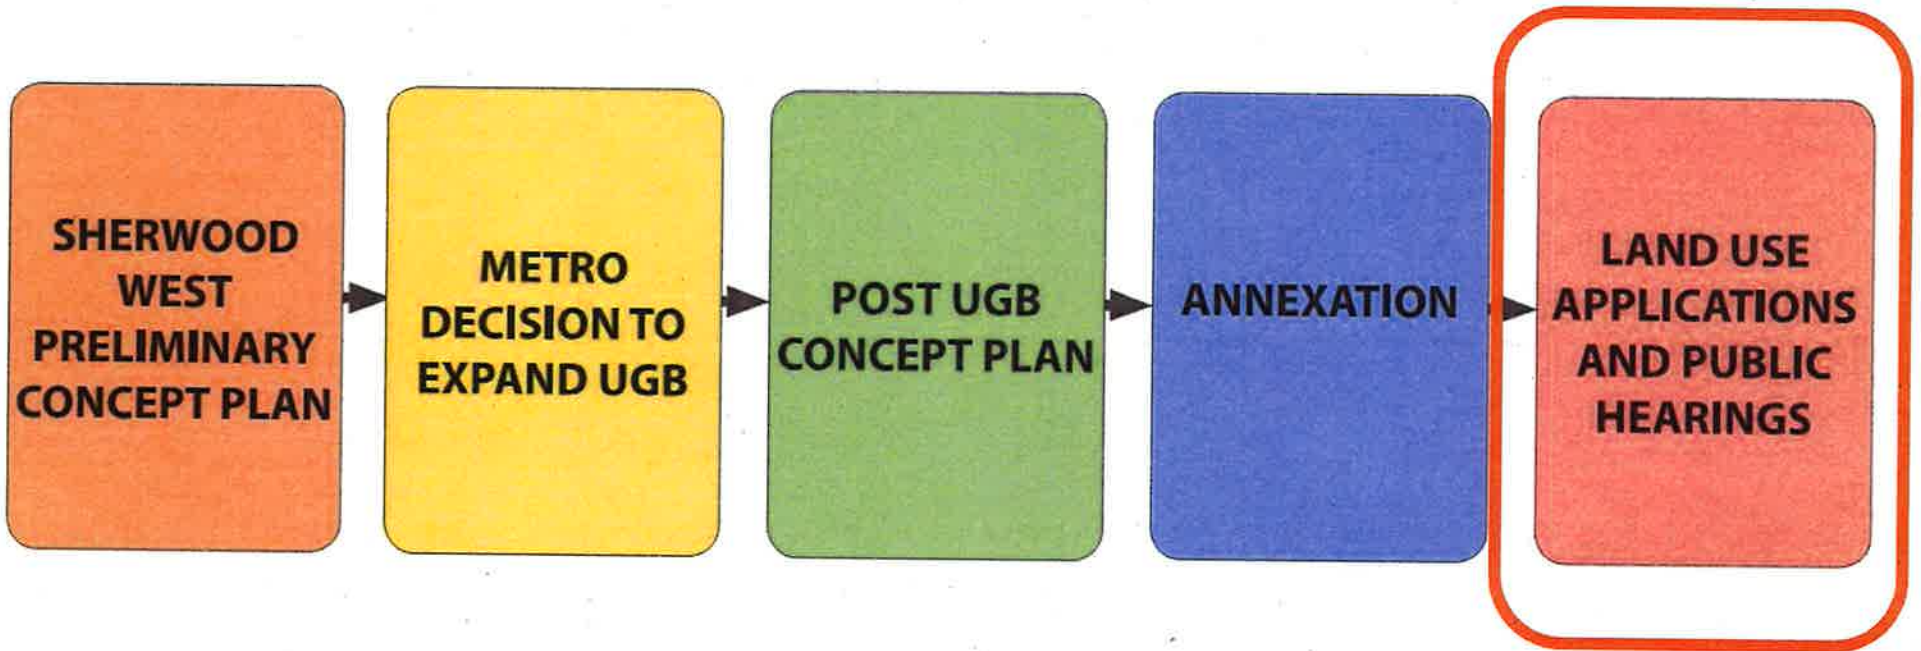 SHERWOOD
WEST
PRELIMINARY
CONCEPT PLAN
METRO
DECISION TO
EXPAND UGB
POST UGB
CONCEPT PLAN
ANNEXATION
LAND USE
APPLICATIONS
AND PUBLIC
HEARINGS